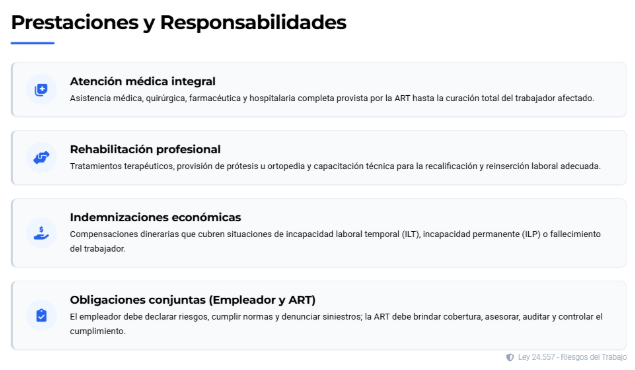 Prestaciones y Responsabilidades
Atención médica integral
Asistencia médica, quirúrgica, farmacéutica y hospitalaria completa provista por la ART hasta la curación total del trabajador afectado.
Rehabilitación profesional
Tratamientos terapéuticos, provisión de prótesis u ortopedia y capacitación técnica para la recalificación y reinserción laboral adecuada.
Indemnizaciones económicas
Compensaciones dinerarias que cubren situaciones de incapacidad laboral temporal (ILT), incapacidad permanente (ILP) o fallecimiento
del trabajador.
Obligaciones conjuntas (Empleador y ART)
El empleador debe declarar riesgos, cumplir normas y denunciar siniestros; la ART debe brindar cobertura, asesorar, auditar y controlar el
cumplimiento.
Ley 24.557 - Riesgos del Trabajo